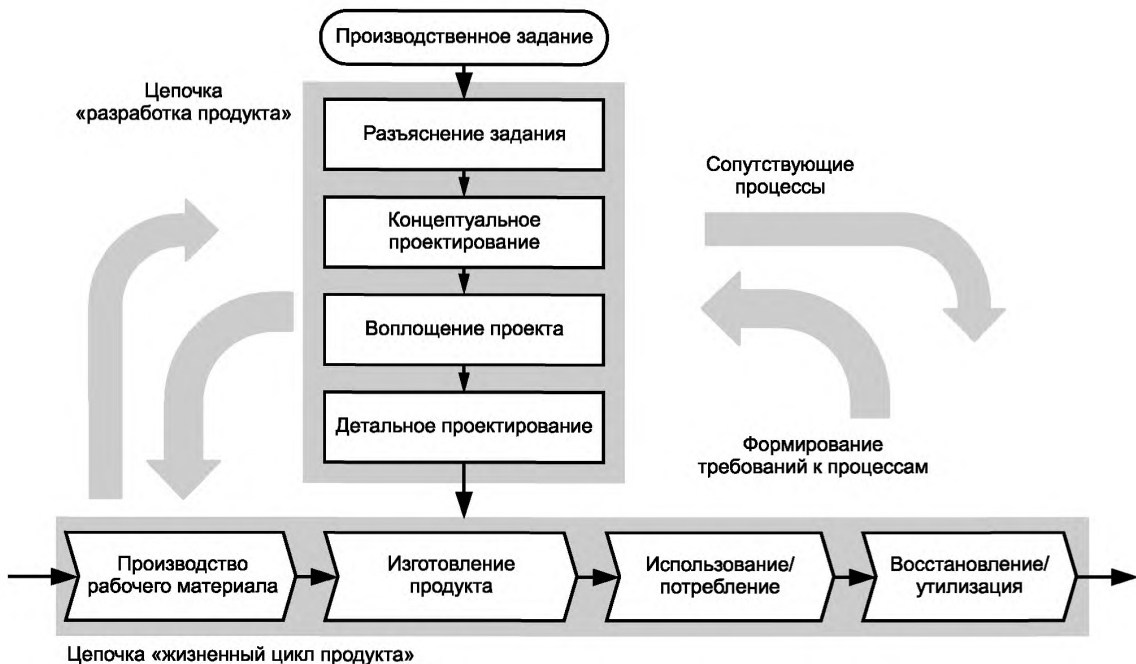 Производственное задание
Цепочка
«разработка продукта»
Разъяснение задания
Сопутствующие
процессы
Концептуальное
проектирование
Воплощение проекта
Детальное проектирование
Формирование
требований к процессам
Производство
рабочего материала
Изготовление
продукта
Использование/
потребление
Восстановление/
утилизация
Цепочка «жизненный цикл продукта»